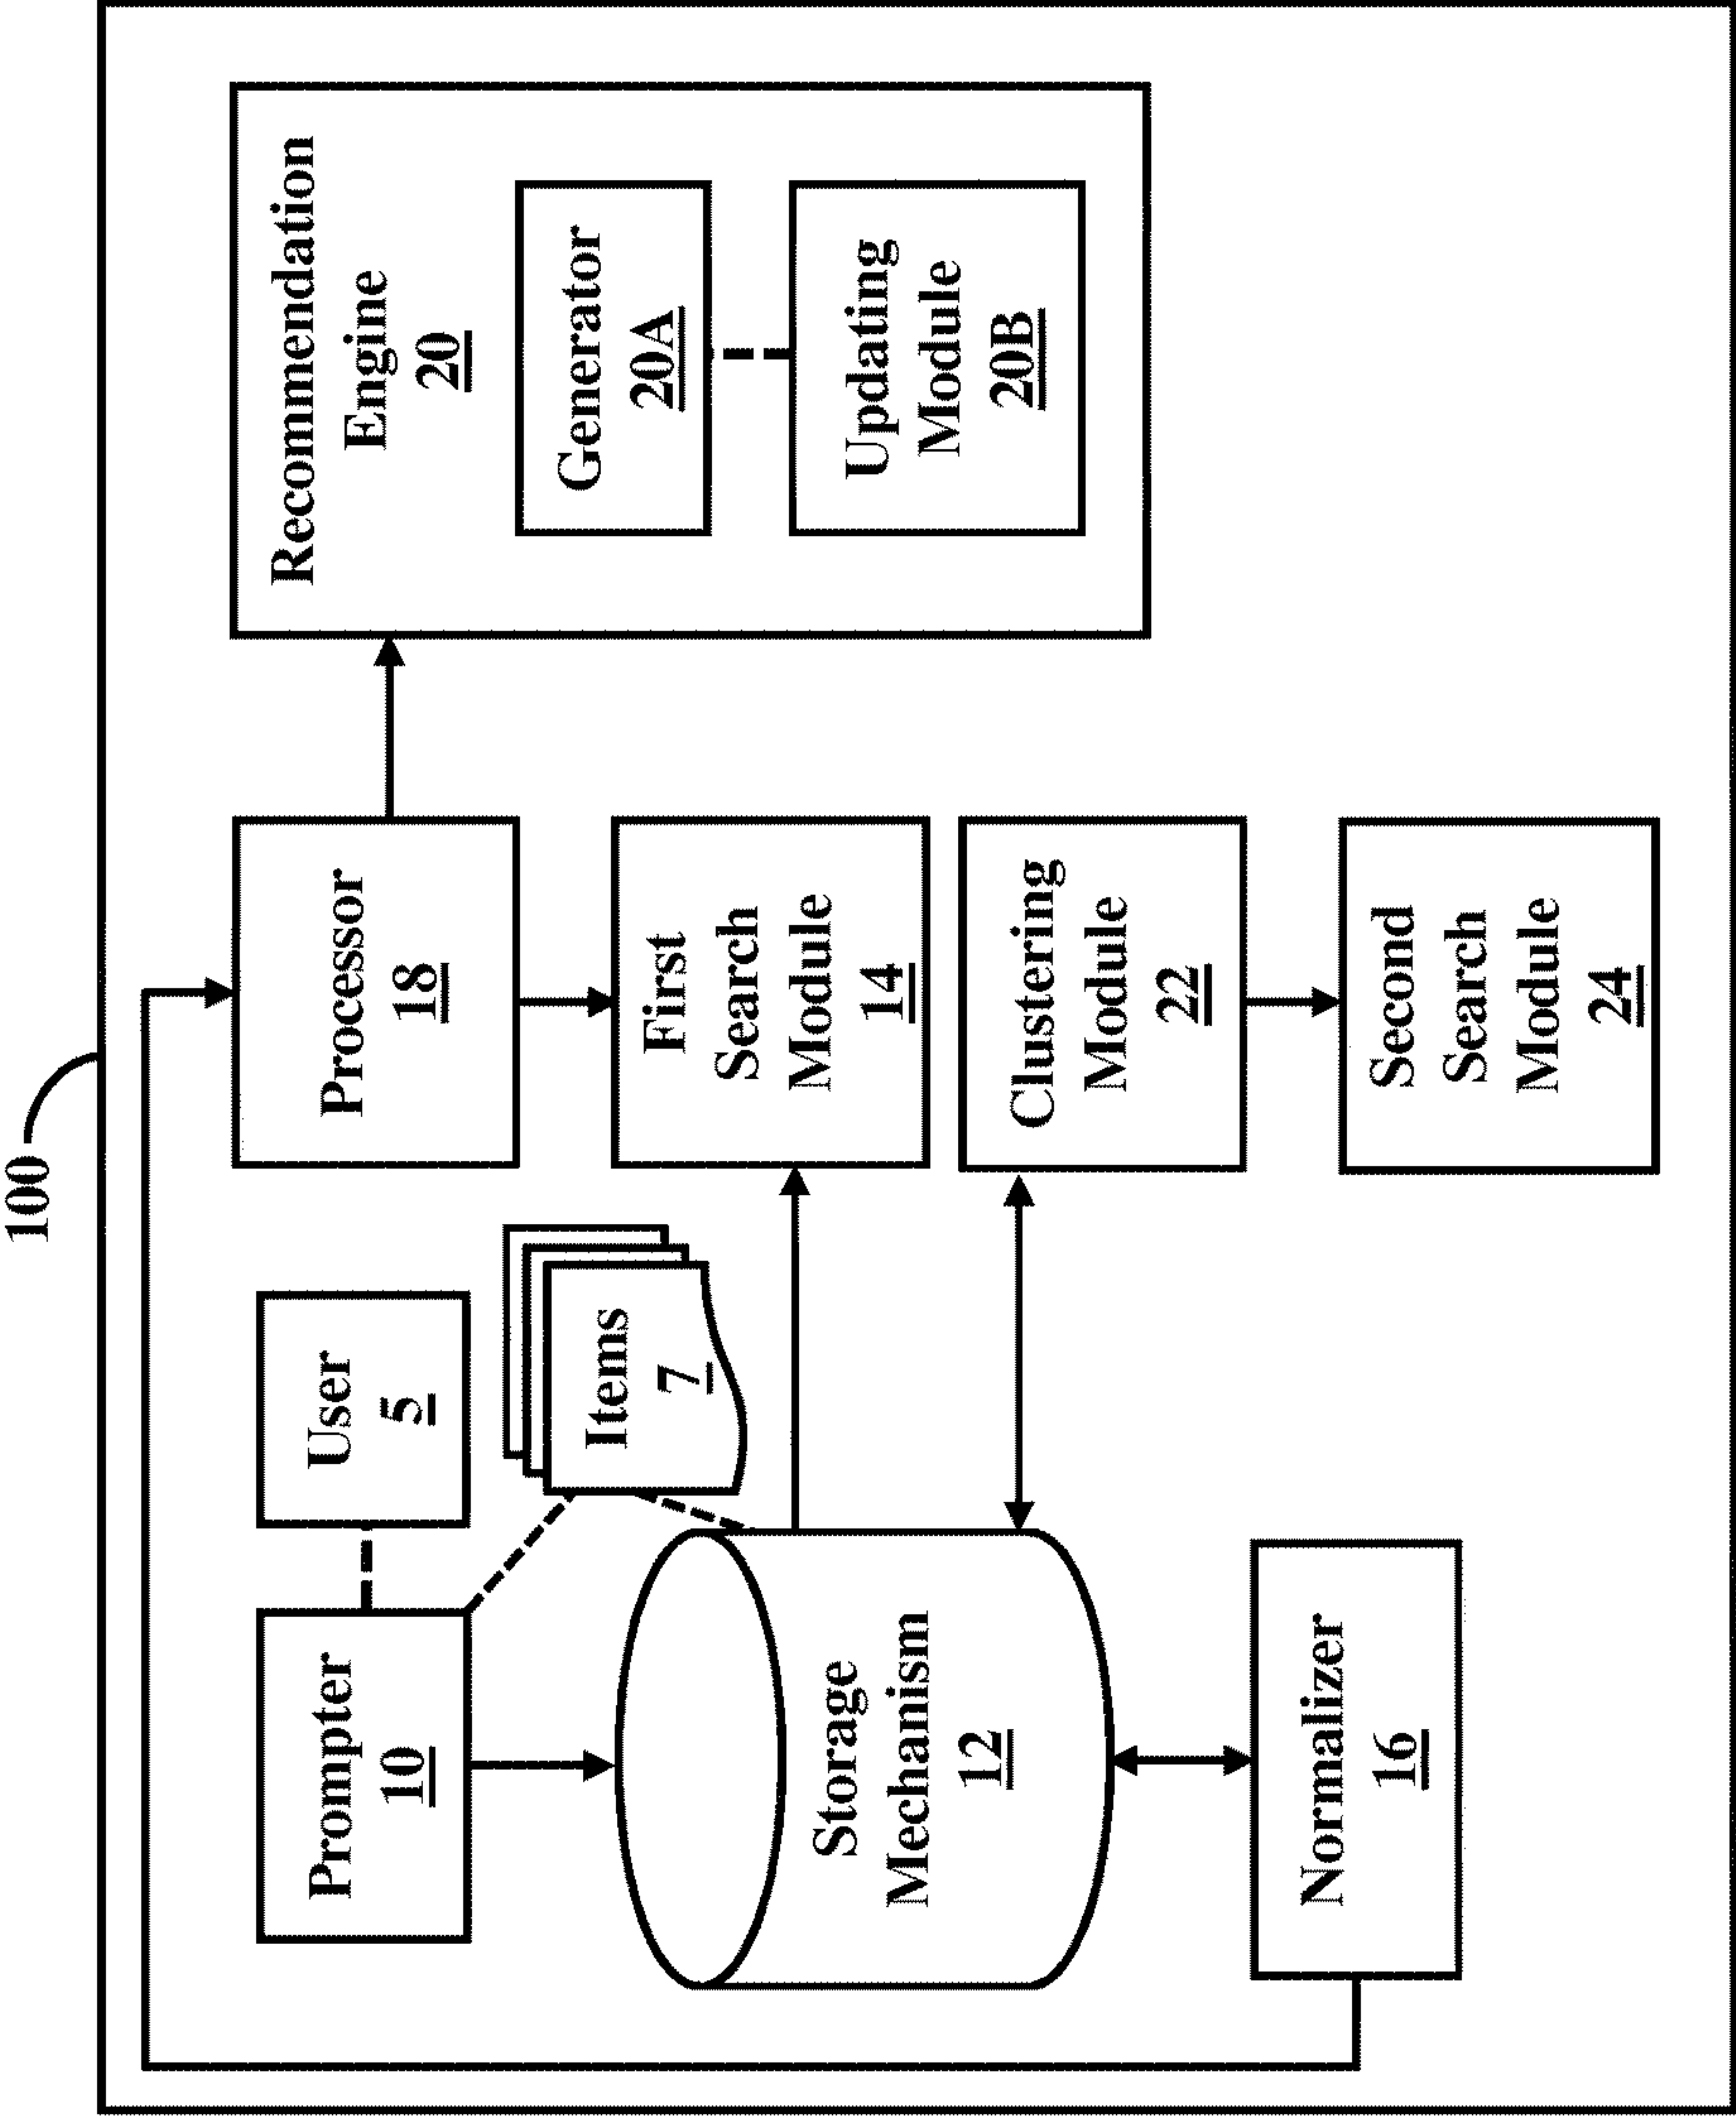 100
Prompter
10
User
5
Items
7
Storage
Mechanism
12
Normalizer
16
Processor
18
First
Search
Module
14
Clustering
Module
22
Second
Search
Module
24
Recommendation
Engine
20
Generator
20A
Updating
Module
20B